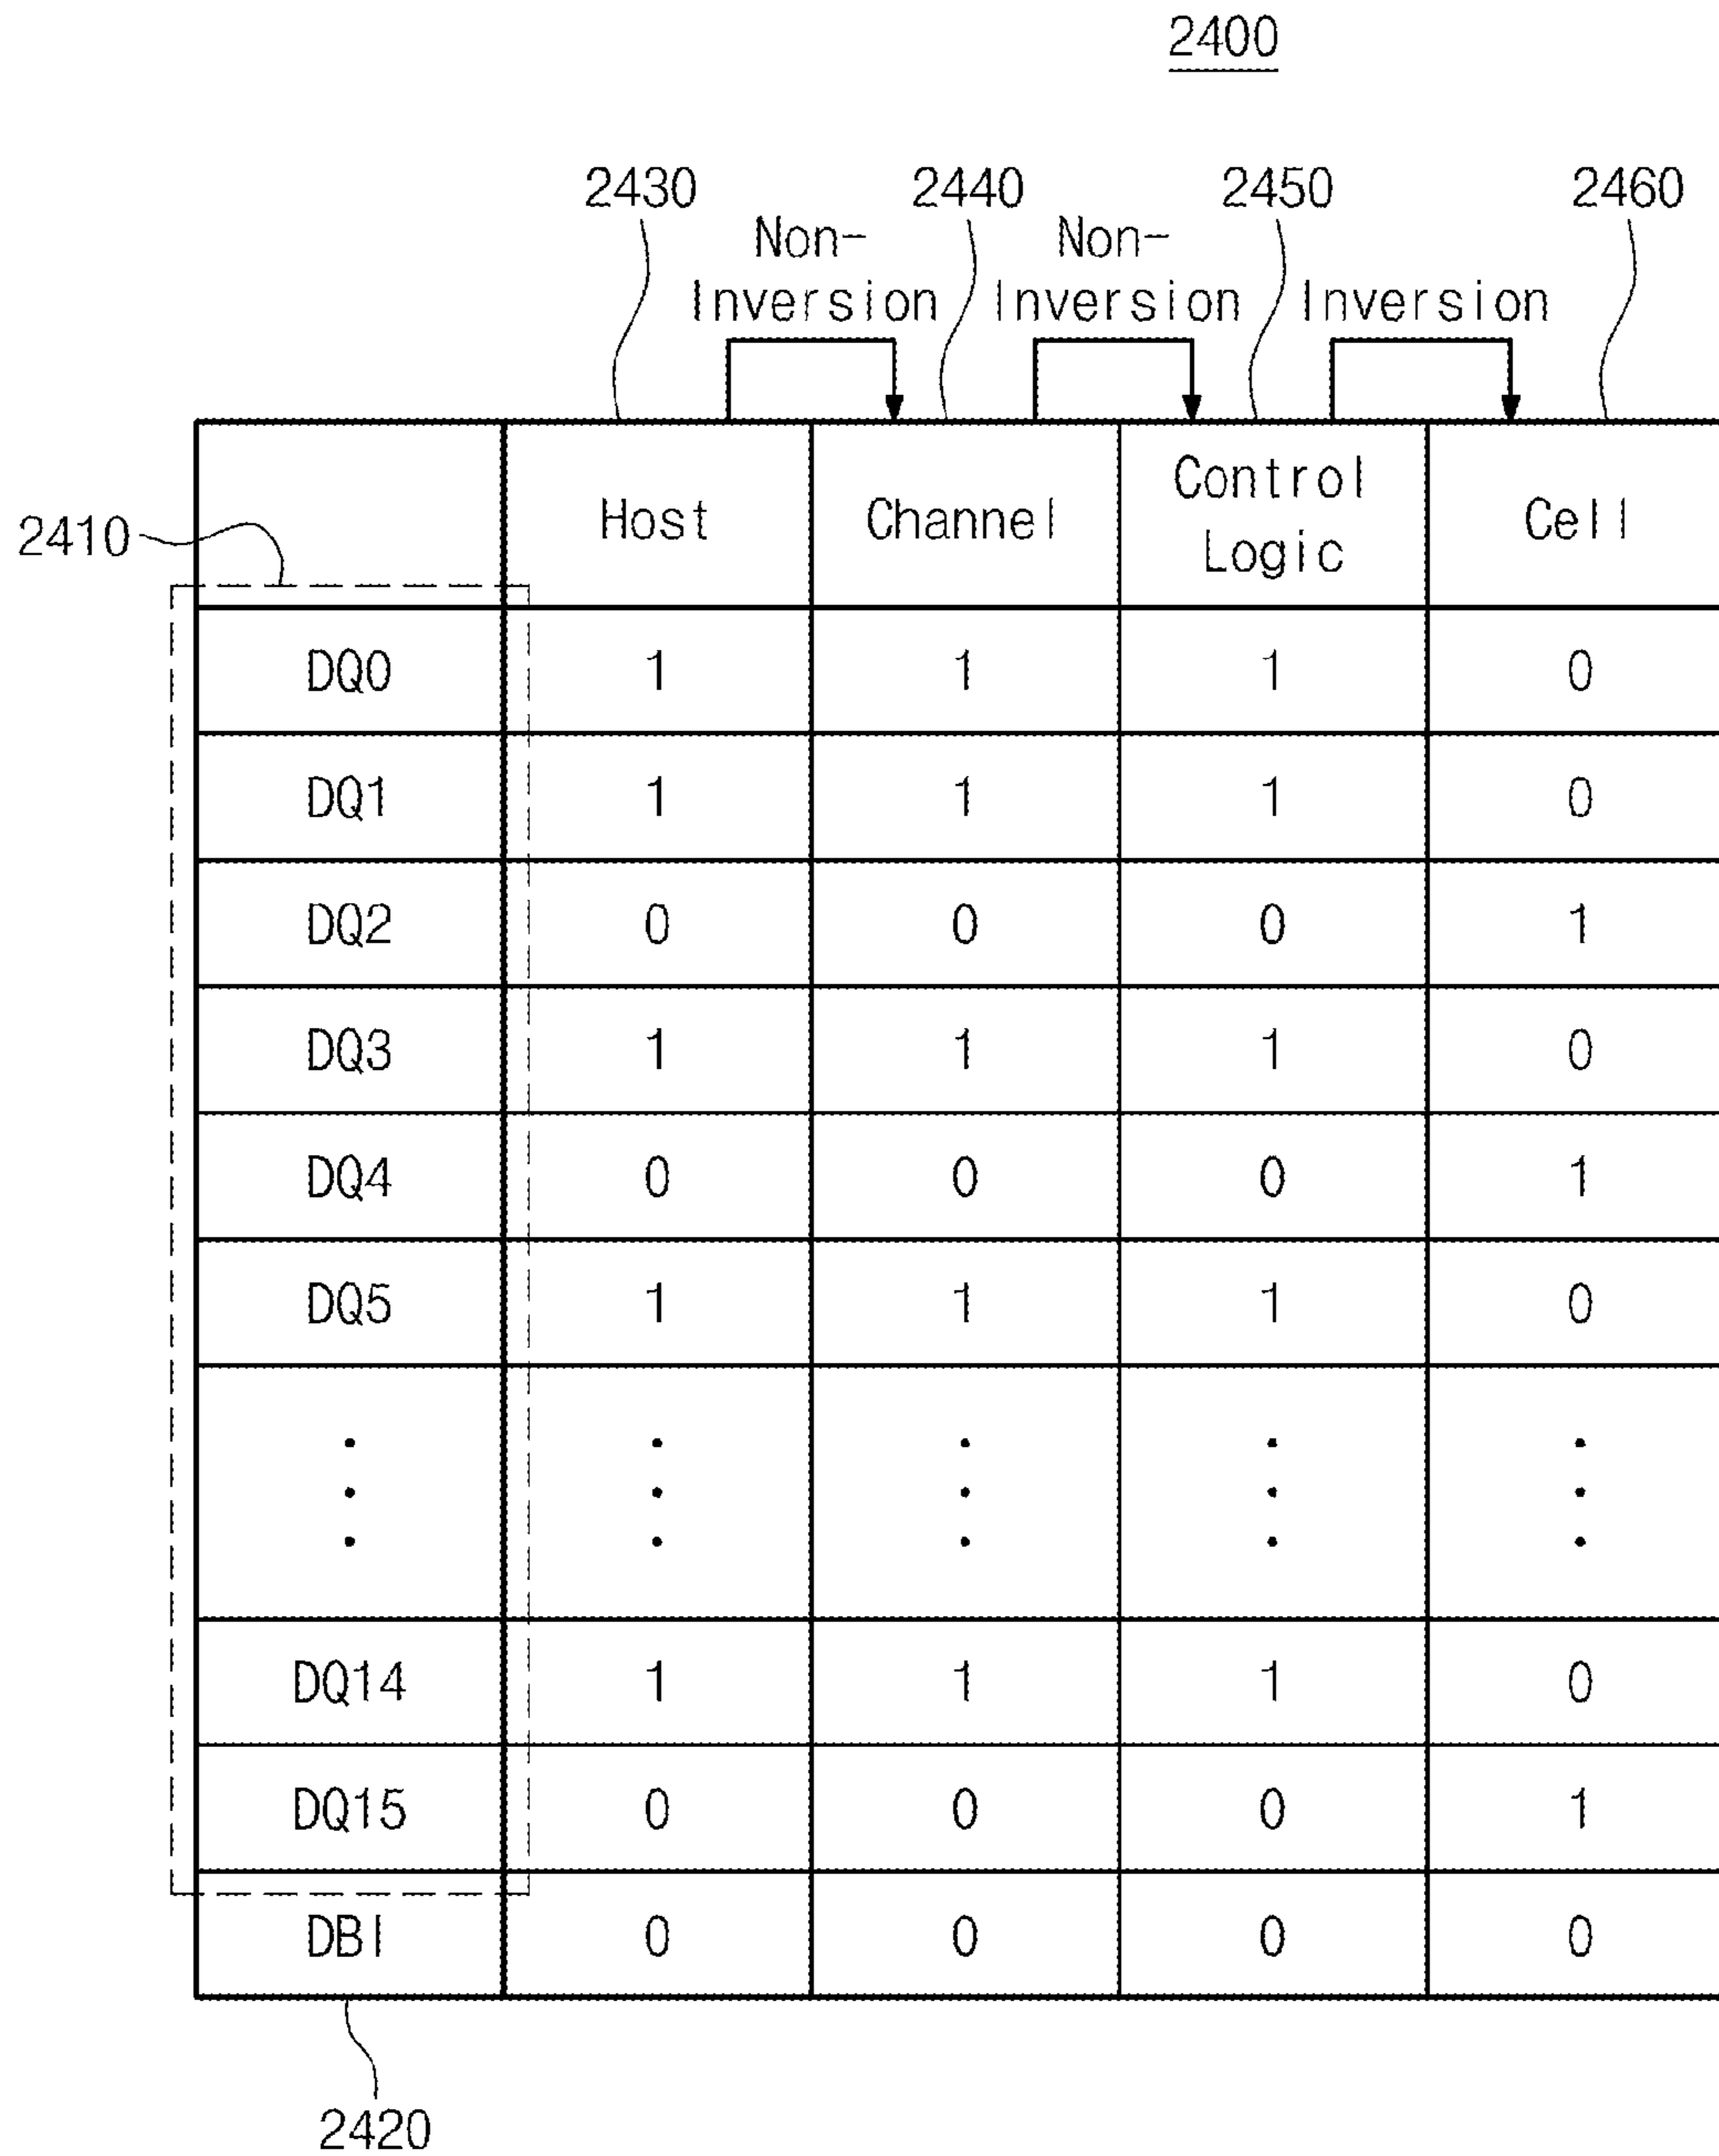 2400
2430 2440 2450 2460
Non- Non-
Inversion Inversion Inversion
Host Channel Control Logic Cell
2410
DQ0 1 1 1 0
DQ1 1 1 1 0
DQ2 0 0 0 1
DQ3 1 1 1 0
DQ4 0 0 0 1
DQ5 1 1 1 0
DQ14 1 1 1 0
DQ15 0 0 0 1
DBI 0 0 0 0
2420